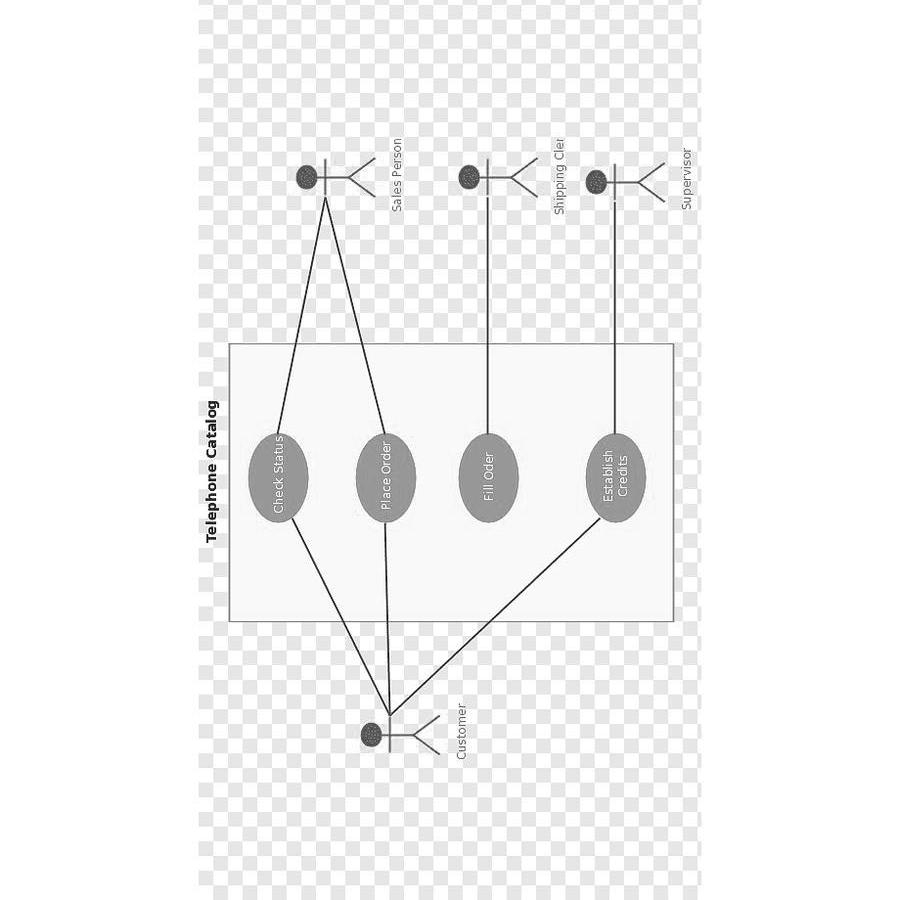 Telephone Catalog
Customer
Check Status
Place Order
Fill Oder
Establish
Credits
Sales Person
Shipping Cler
Supervisor